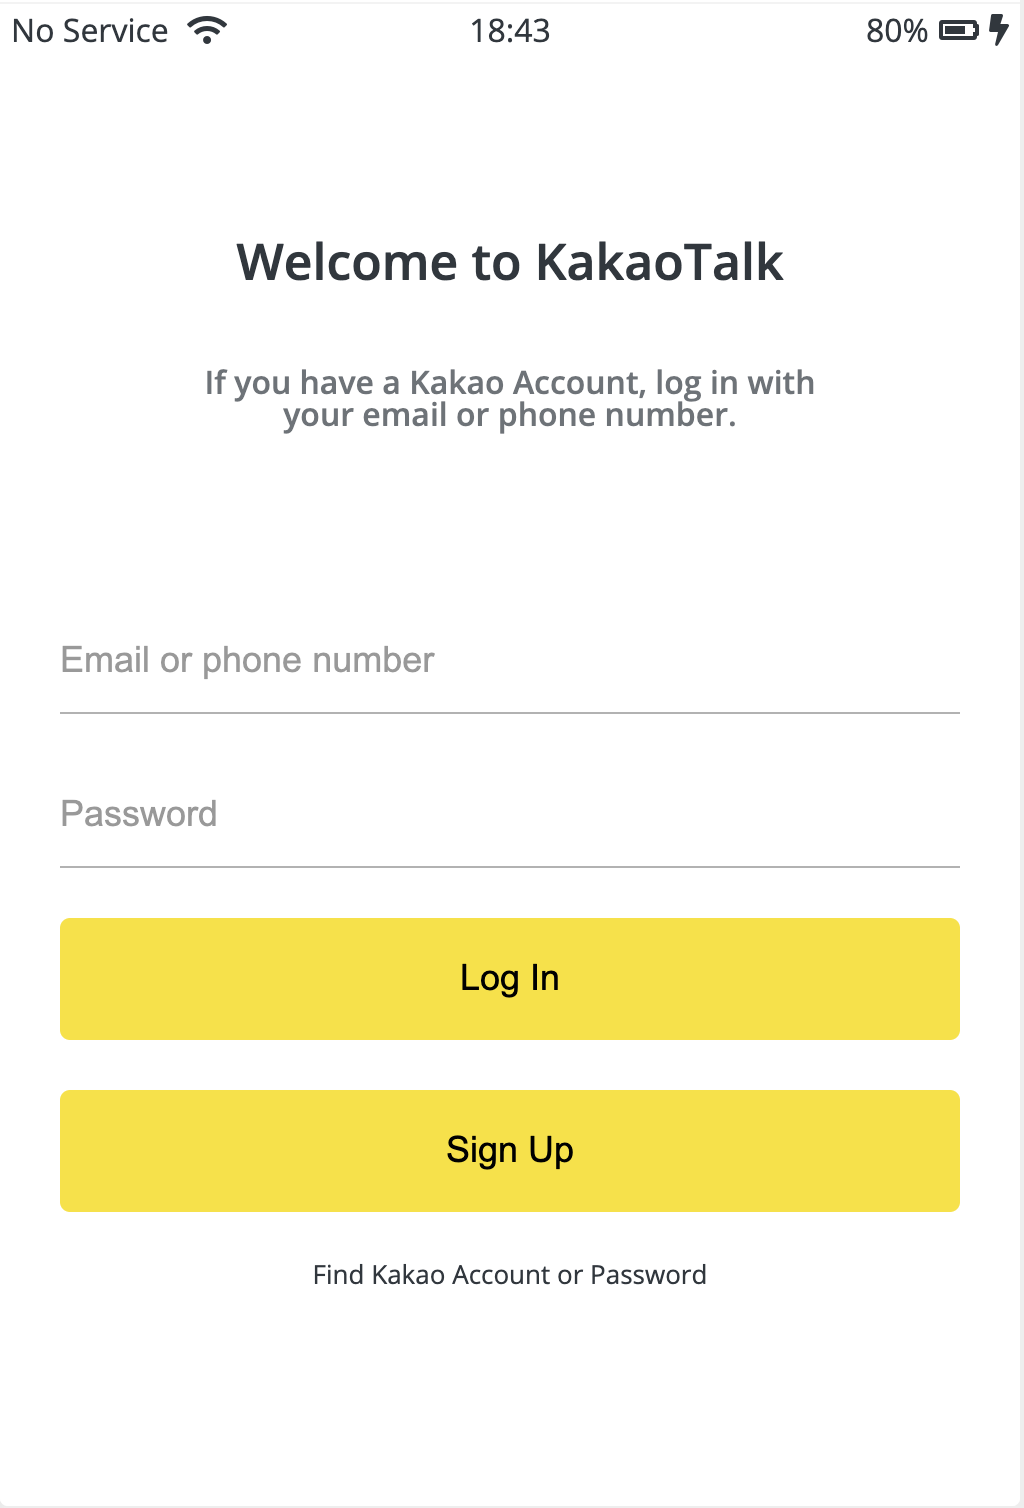 No Service 18:43 80%
Welcome to KakaoTalk
If you have a Kakao Account, log in with
your email or phone number.
Email or phone number
Password
Log In
Sign Up
Find Kakao Account or Password